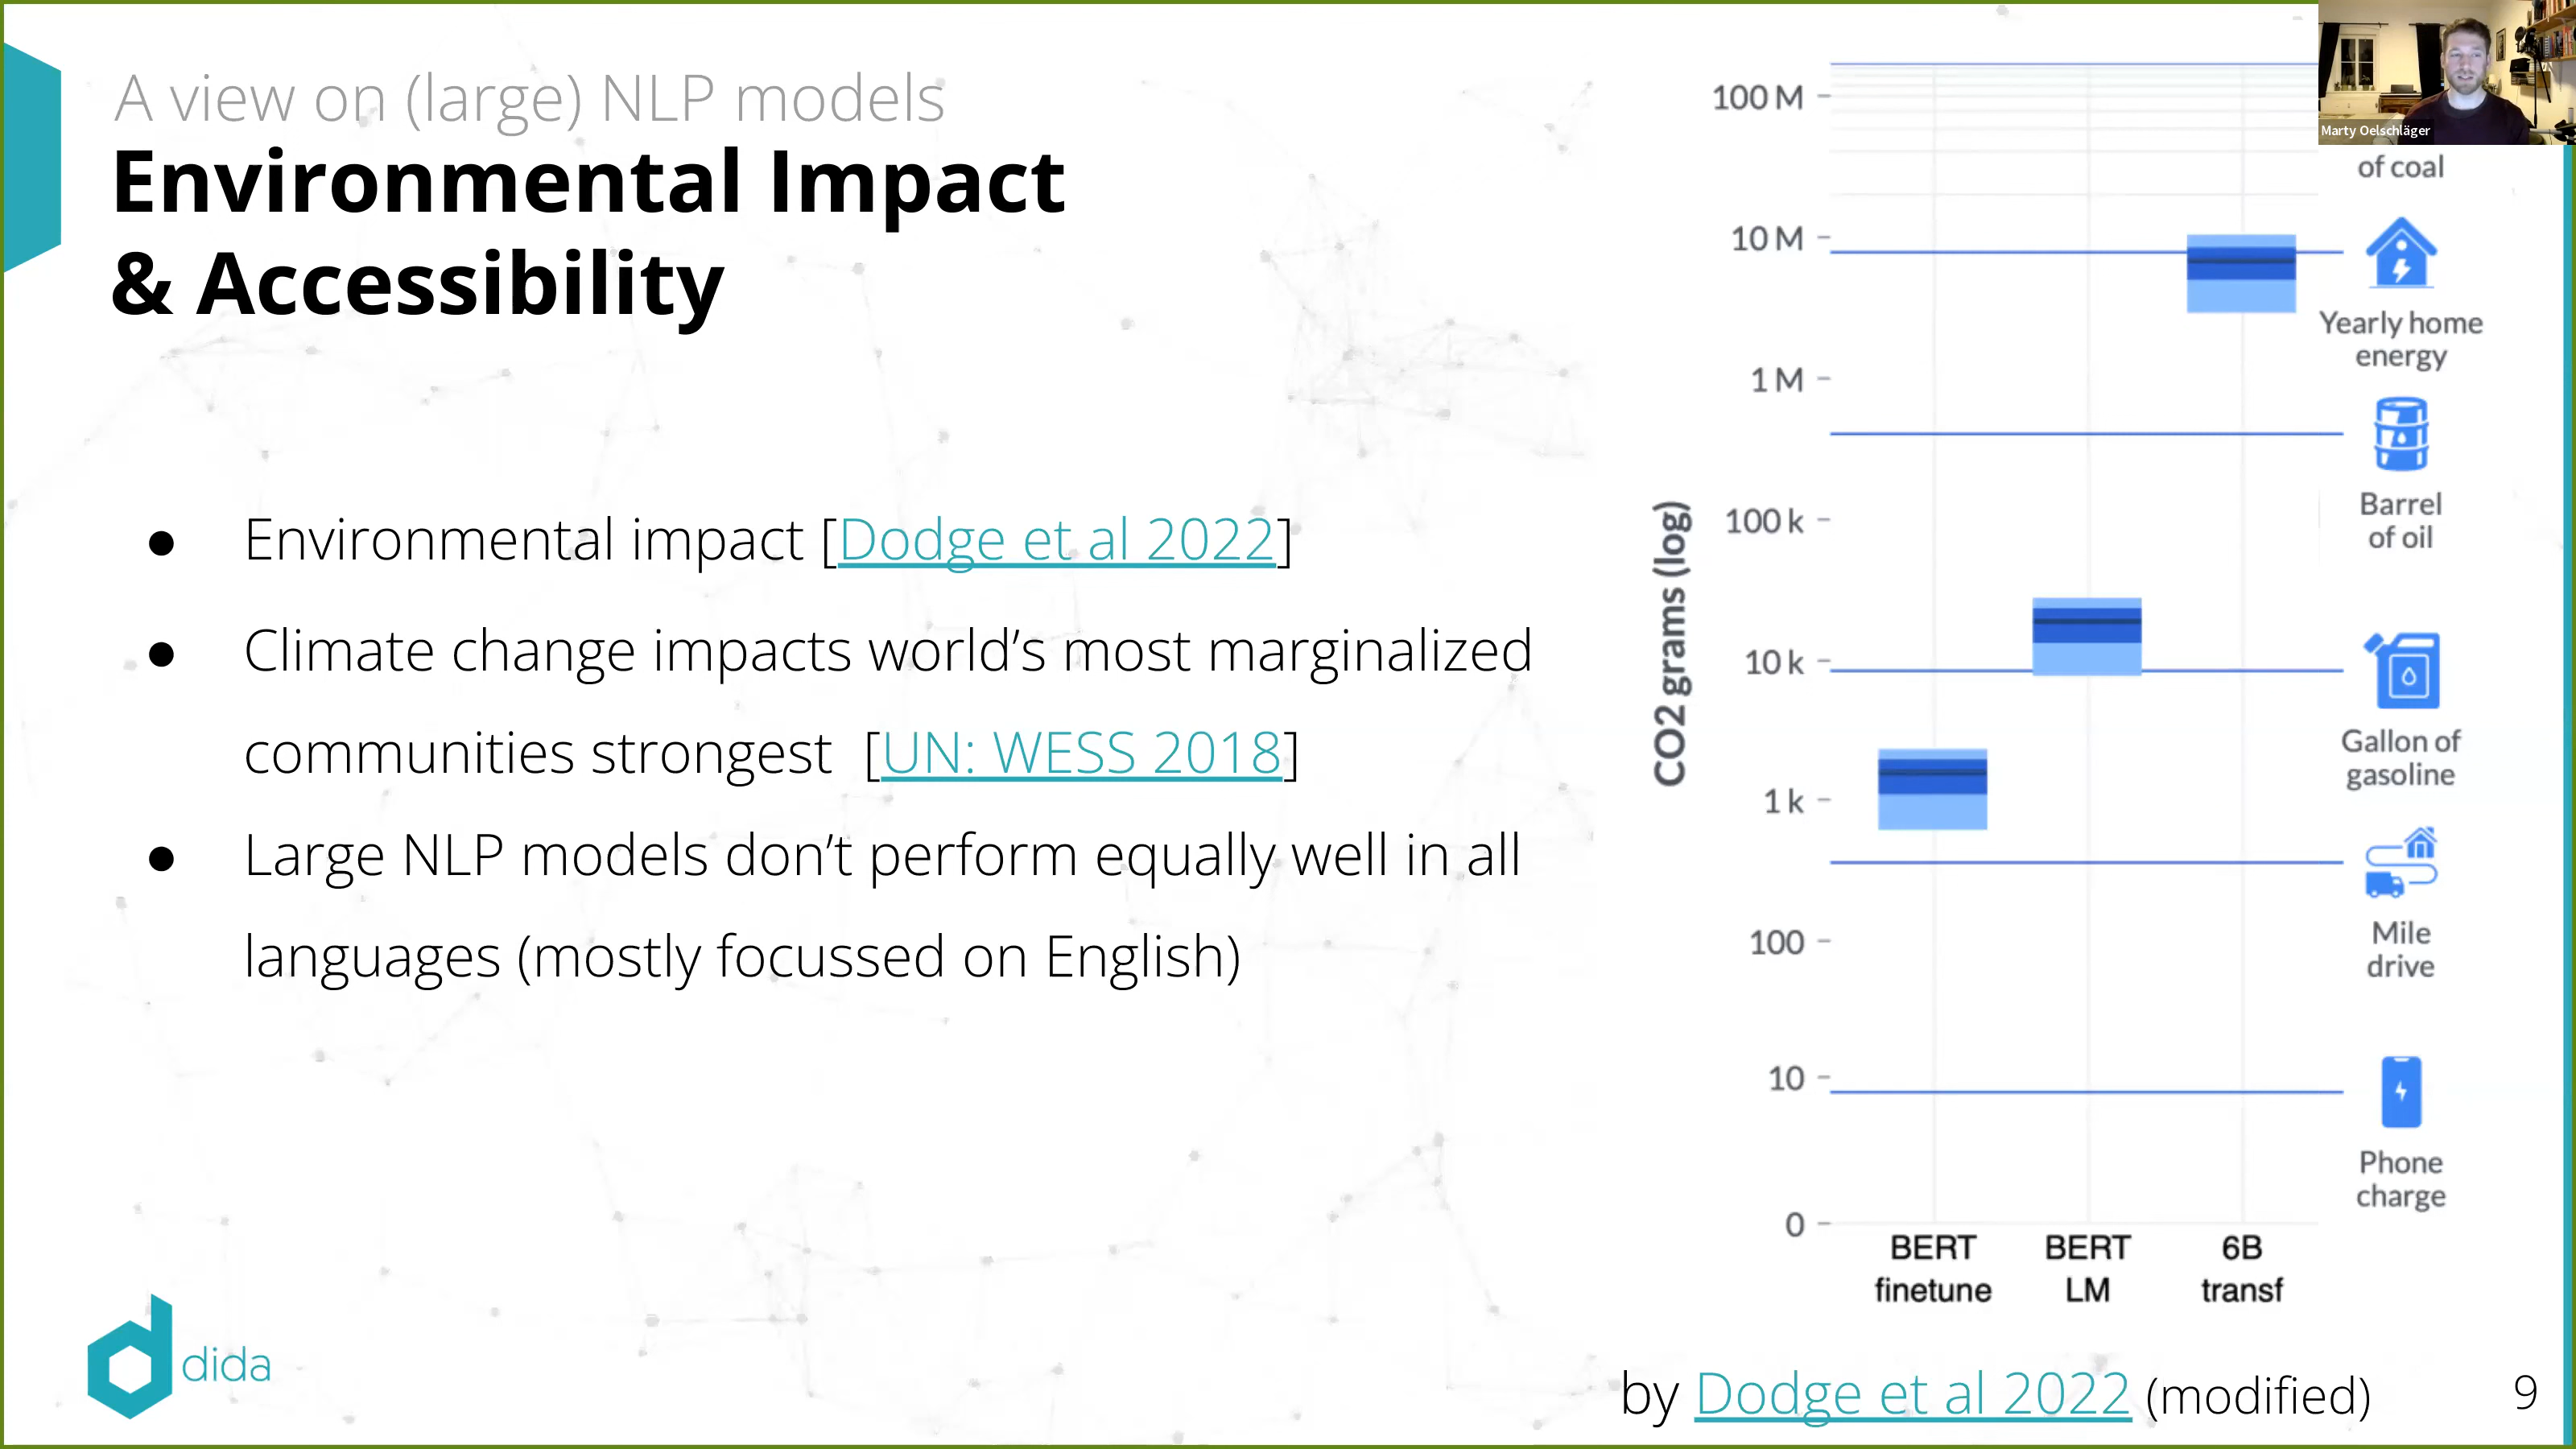 A view on (large) NLP models
Environmental Impact
& Accessibility
● Environmental impact [Dodge et al 2022]
● Climate change impacts world’s most marginalized
communities strongest [UN: WESS 2018]
● Large NLP models don’t perform equally well in all
languages (mostly focussed on English)
dida
CO2 grams (log)
100 M
10 M
1 M
100 k
10 k
1 k
100
10
0
BERT
finetune
BERT
LM
6B
transf
Marty Oelschläger
of coal
Yearly home
energy
Barrel
of oil
Gallon of
gasoline
Mile
drive
Phone
charge
by Dodge et al 2022 (modified)
9